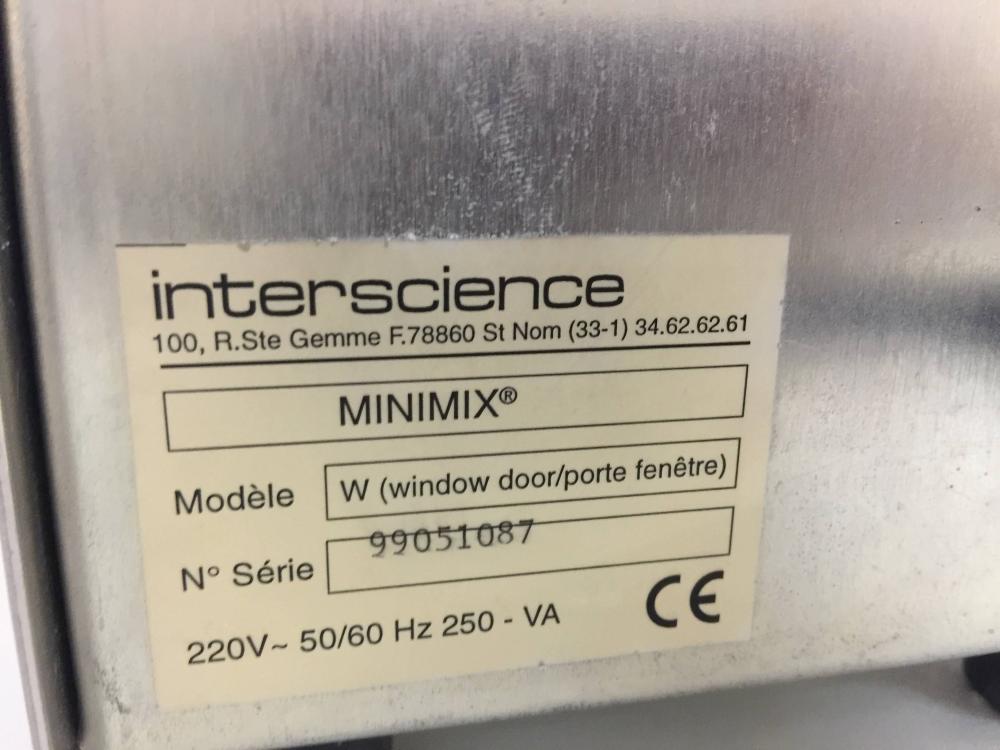 interscience
100, R.Ste Gemme F.78860 St Nom (33-1) 34.62.62.61
MINIMIX®
Modèle W (window door/porte fenêtre)
N° Série 99051087
220V~ 50/60 Hz 250 - VA CE